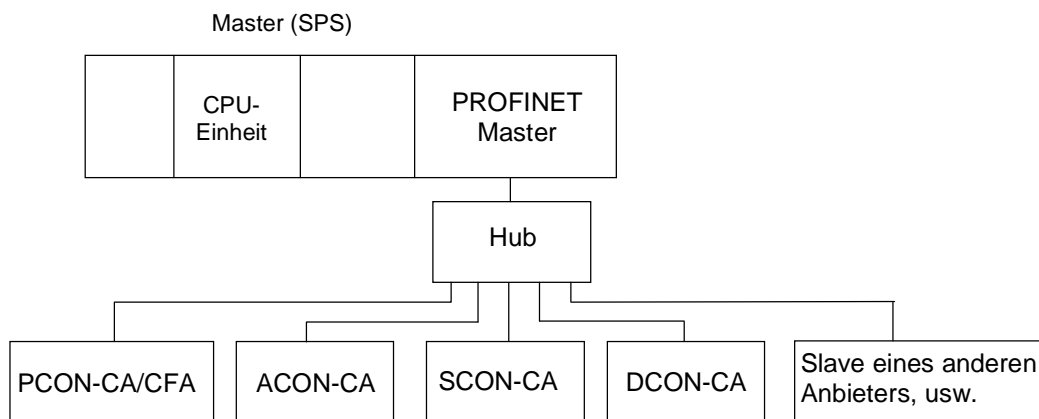 Master (SPS)
CPU-
Einheit
PROFINET
Master
Hub
PCON-CA/CFA
ACON-CA
SCON-CA
DCON-CA
Slave eines anderen
Anbieters, usw.